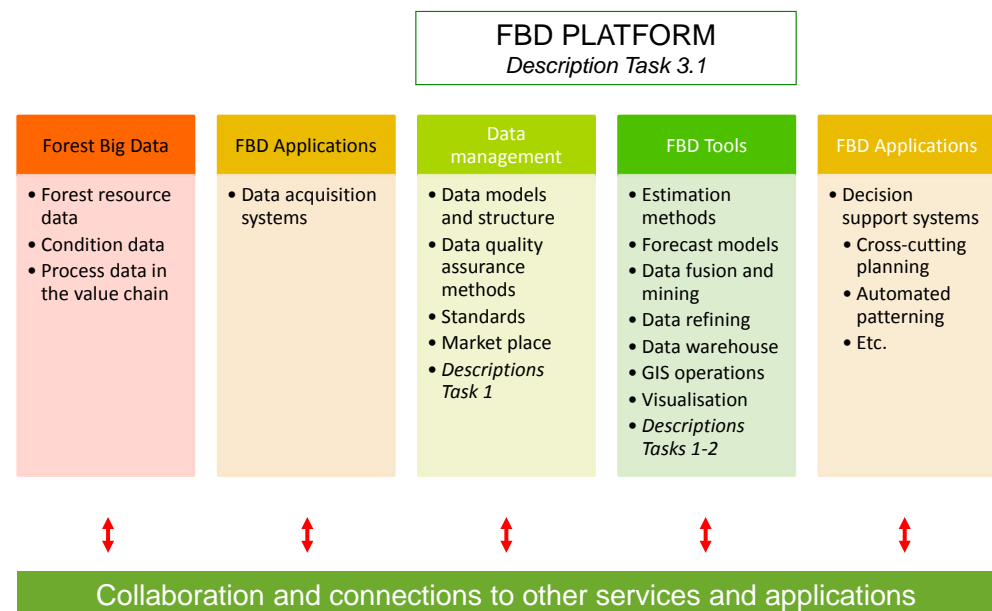 FBD PLATFORM
Description Task 3.1
Forest Big Data
• Forest resource
data
• Condition data
• Process data in
the value chain
FBD Applications
• Data acquisition
systems
Data
management
• Data models
and structure
• Data quality
assurance
methods
• Standards
• Market place
• Descriptions
Task 1
FBD Tools
• Estimation
methods
• Forecast models
• Data fusion and
mining
• Data refining
• Data warehouse
• GIS operations
• Visualisation
• Descriptions
Tasks 1-2
FBD Applications
• Decision
support systems
• Cross-cutting
planning
• Automated
patterning
• Etc.
Collaboration and connections to other services and applications